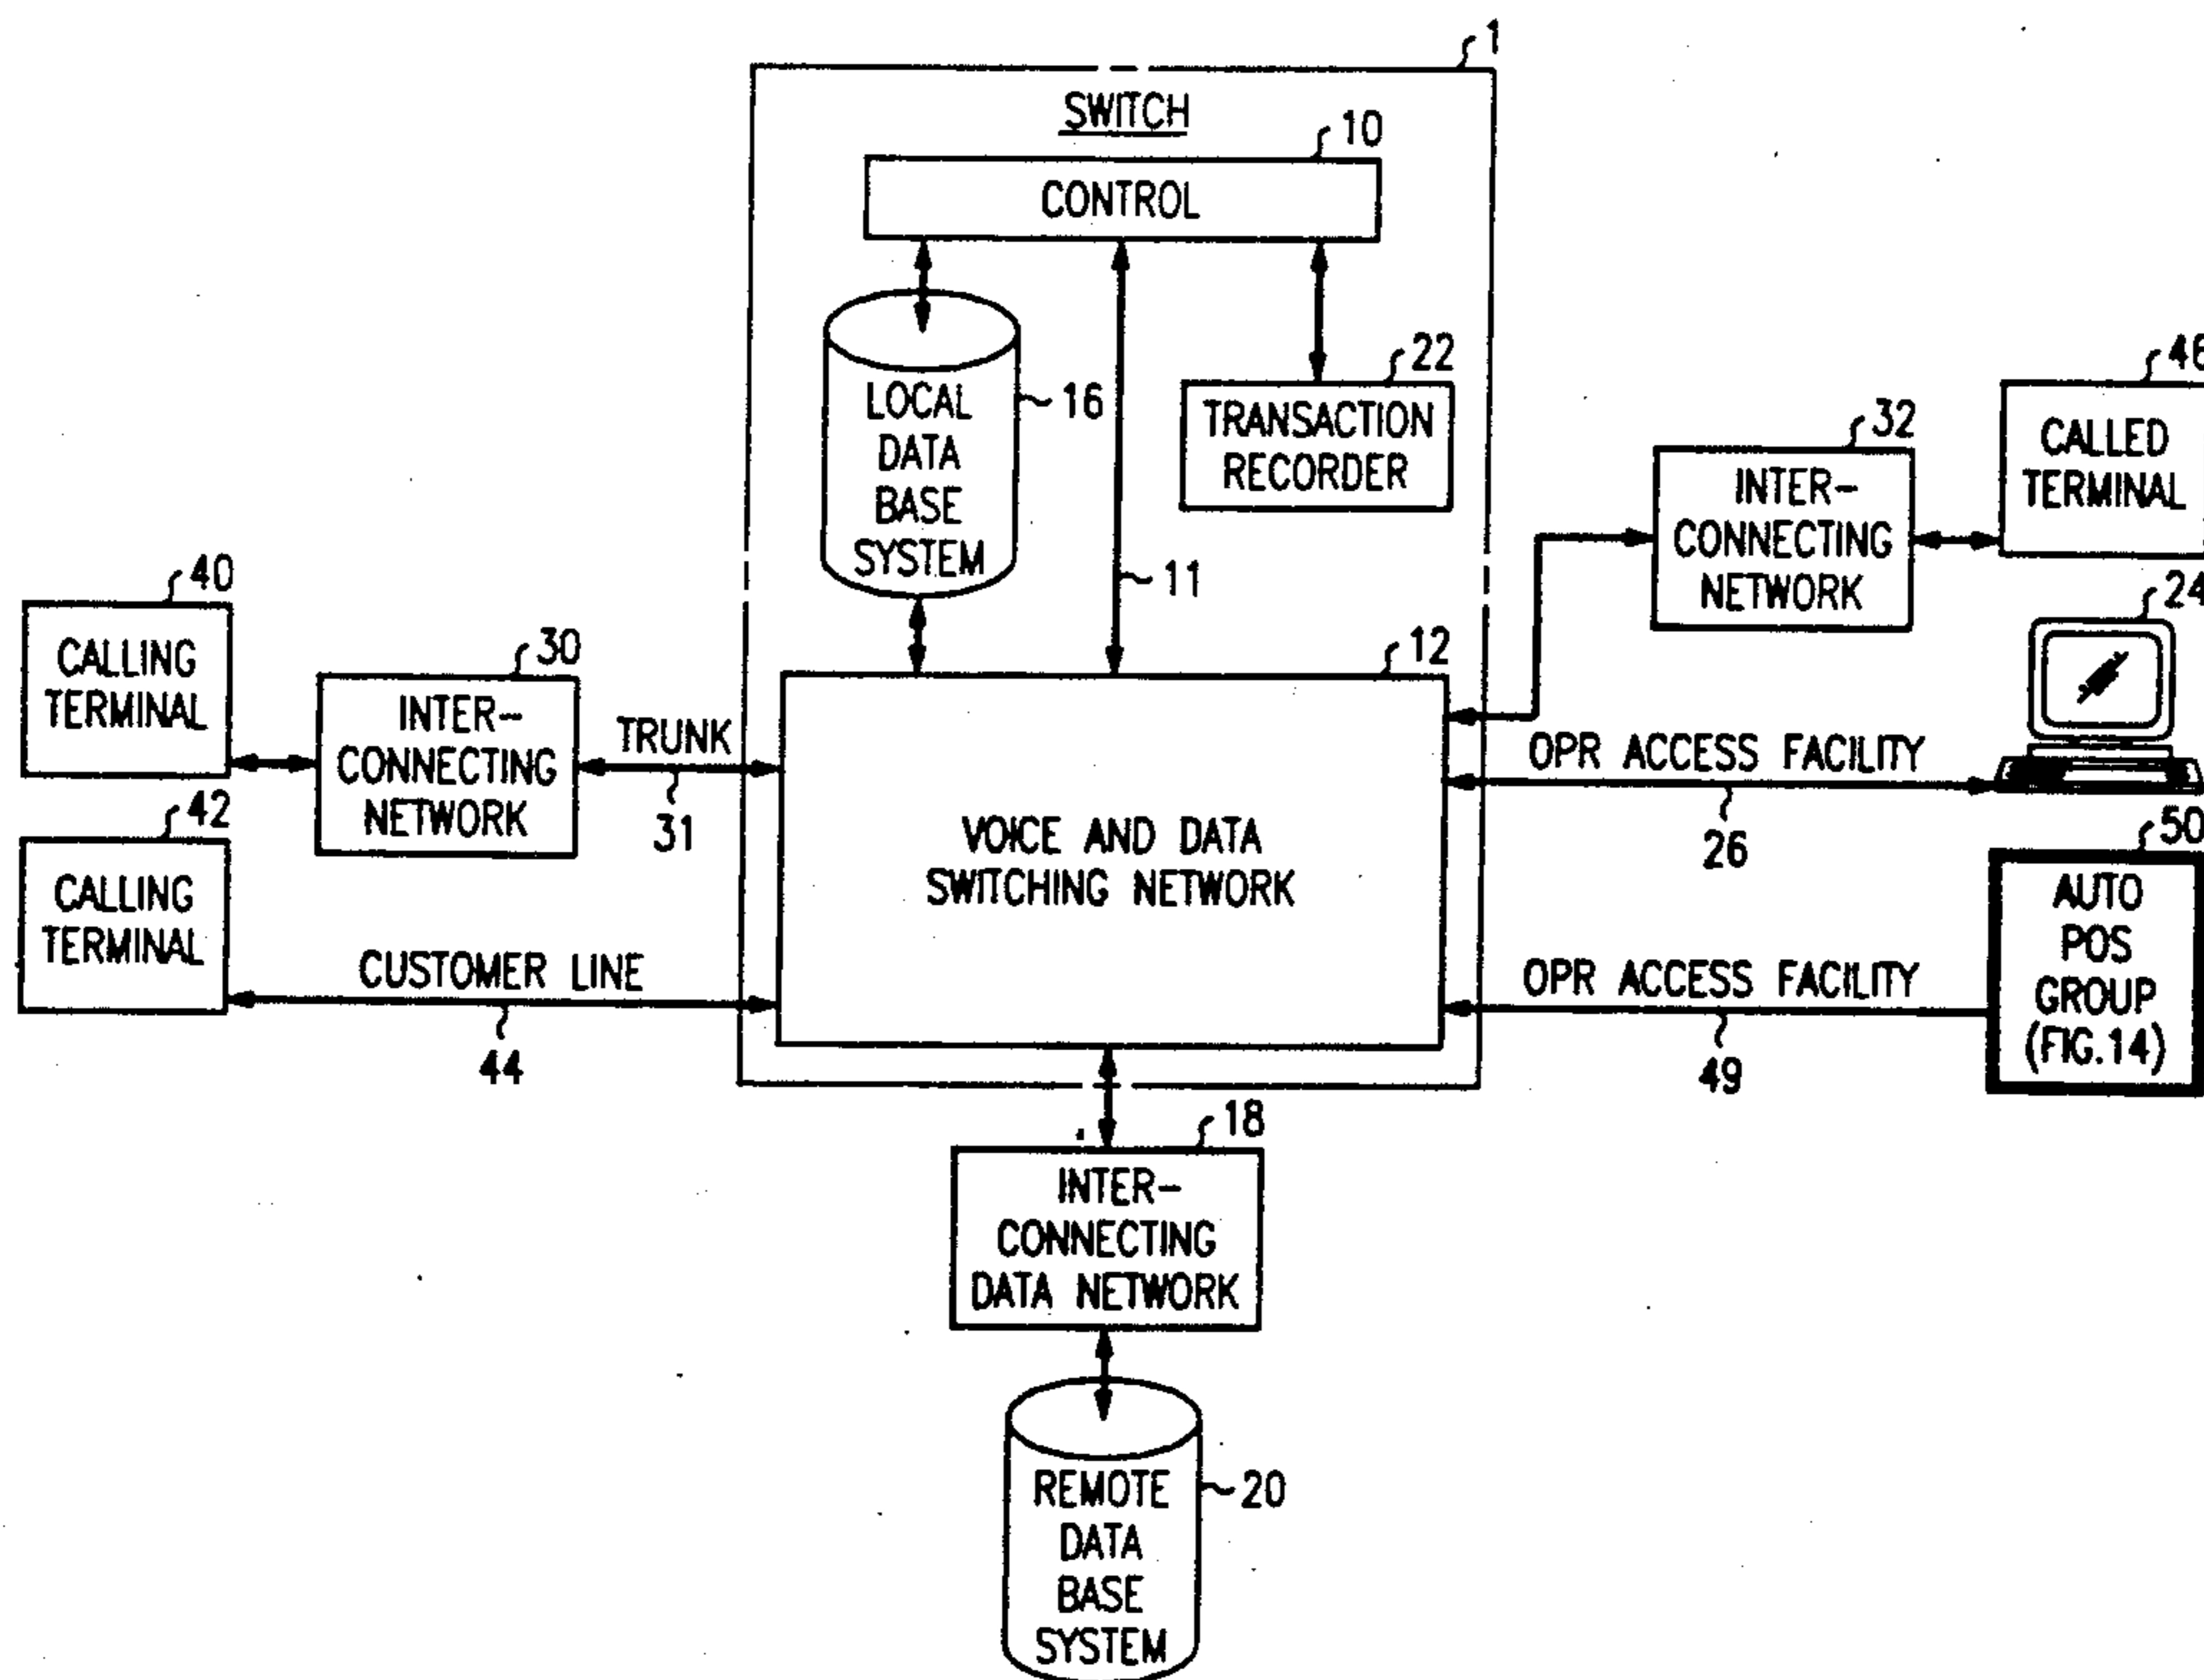 1
SWITCH
10
CONTROL
LOCAL
DATA
BASE
SYSTEM
16
11
22
TRANSACTION
RECORDER
32
INTER-
CONNECTING
NETWORK
46
CALLED
TERMINAL
24
40
CALLING
TERMINAL
30
INTER-
CONNECTING
NETWORK
TRUNK
31
12
VOICE AND DATA
SWITCHING NETWORK
OPR ACCESS FACILITY
26
42
CALLING
TERMINAL
CUSTOMER LINE
44
OPR ACCESS FACILITY
49
50
AUTO
POS
GROUP
(FIG.14)
18
INTER-
CONNECTING
DATA NETWORK
REMOTE
DATA
BASE
SYSTEM
20